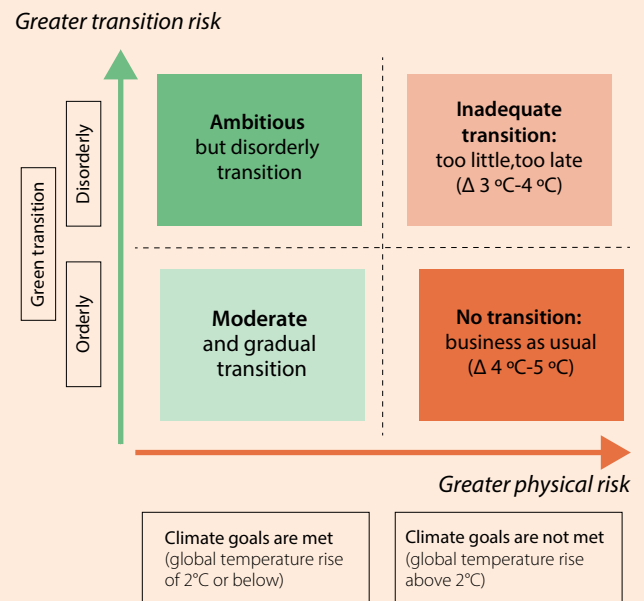 Greater transition risk
Green transition
Disorderly
Orderly
Ambitious
but disorderly
transition
Inadequate
transition:
too little,too late
(Δ 3 ºC-4 ºC)
Moderate
and gradual
transition
No transition:
business as usual
(Δ 4 ºC-5 ºC)
Greater physical risk
Climate goals are met
(global temperature rise
of 2°C or below)
Climate goals are not met
(global temperature rise
above 2°C)